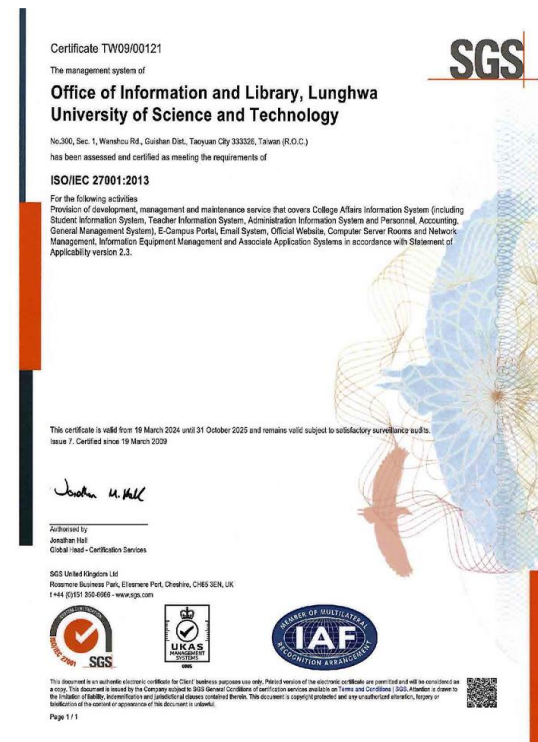 Certificate TW09/00121
SGS
The management system of
Office of Information and Library, Lunghwa
University of Science and Technology
No.300, Sec. 1, Wanshou Rd., Guishan Dist., Taoyuan City 333326, Taiwan (R.O.C.)
has been assessed and certified as meeting the requirements of
ISO/IEC 27001:2013
For the following activities
Provision of development, management and maintenance service that covers College Affairs Information System (including
Student Information System, Teacher Information System, Administration Information System and Personnel, Accounting,
General Management System), E-Campus Portal, Email System, Official Website, Computer Server Rooms and Network
Management, Information Equipment Management and Associate Application Systems in accordance with Statement of
Applicability version 2.3.
This certificate is valid from 19 March 2024 until 31 October 2025 and remains valid subject to satisfactory surveillance audits.
Issue 7. Certified since 19 March 2009
Jonathan M. Hall
Authorised by
Jonathan Hall
Global Head - Certification Services
SGS United Kingdom Ltd
Rossmore Business Park, Ellesmere Port, Cheshire, CH65 3EN, UK
t +44 (0)151 350-6666 - www.sgs.com
SYSTEM CERTIFICATION
ISO/IEC 27001
SGS
UKAS
MANAGEMENT
SYSTEMS
0005
MEMBER OF MULTILATERAL
IAF
RECOGNITION ARRANGEMENT
This document is an authentic electronic certificate for Client' business purposes use only. Printed version of the electronic certificate are permitted and will be considered as
a copy. This document is issued by the Company subject to SGS General Conditions of certification services available on Terms and Conditions | SGS. Attention is drawn to
the limitation of liability, indemnification and jurisdictional clauses contained therein. This document is copyright protected and any unauthorized alteration, forgery or
falsification of the content or appearance of this document is unlawful.
Page 1 / 1